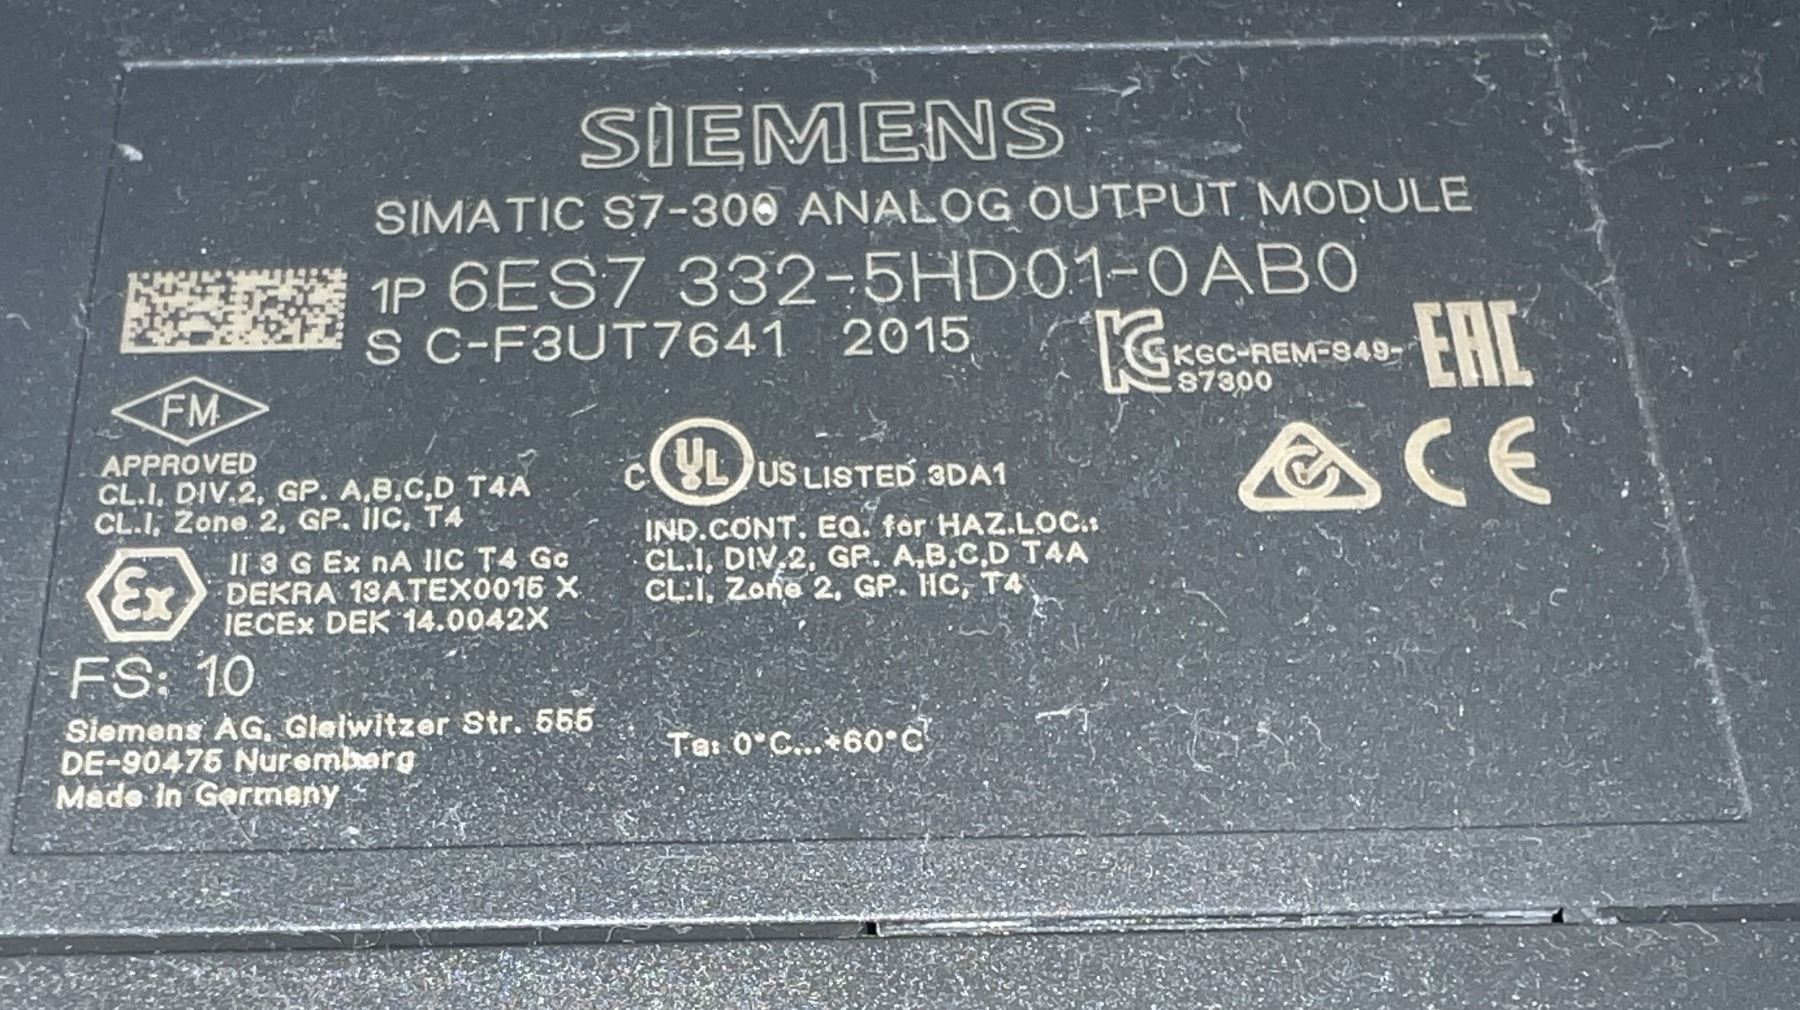 SIEMENS
SIMATIC S7-300 ANALOG OUTPUT MODULE
1P 6ES7 332-5HD01-0AB0
S C-F3UT7641 2015
KGC-REM-S49-
S7300
EAC
FM
APPROVED
CL.I, DIV.2, GP. A,B,C,D T4A
CL.I, Zone 2, GP. IIC, T4
C UL US LISTED 3DA1
IND.CONT. EQ. for HAZ.LOC.:
CL.I, DIV.2, GP. A,B,C,D T4A
CL.I, Zone 2, GP. IIC, T4
CE
Ex
II 3 G Ex nA IIC T4 Gc
DEKRA 13ATEX0015 X
IECEx DEK 14.0042X
FS: 10
Siemens AG, Gleiwitzer Str. 555
DE-90475 Nuremberg
Made in Germany
Ta: 0°C...+60°C